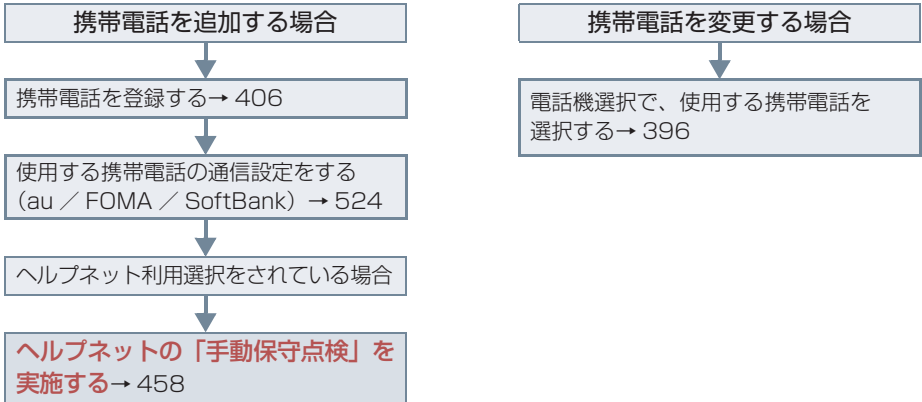 携帯電話を追加する場合
携帯電話を登録する→ 406
使用する携帯電話の通信設定をする
（au ／ FOMA ／ SoftBank）→ 524
ヘルプネット利用選択をされている場合
ヘルプネットの「手動保守点検」を
実施する→ 458
携帯電話を変更する場合
電話機選択で、使用する携帯電話を
選択する→ 396